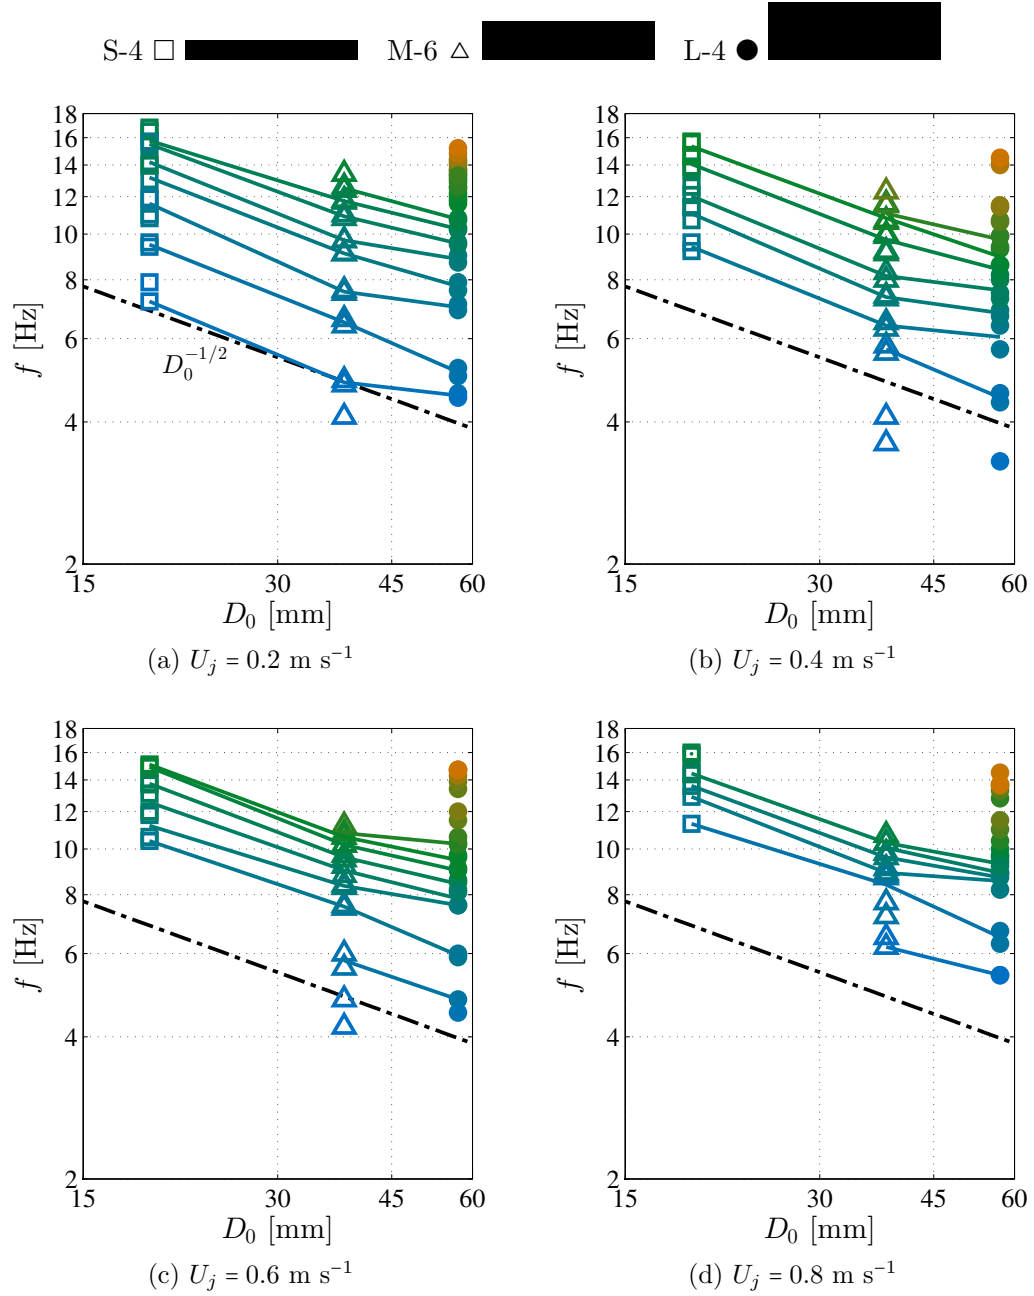 S-4 □ M-6 △ L-4 ●
18
16
14
12
10
8
6
4
2
f [Hz]
D₀^{-1/2}
15 30 45 60
D₀ [mm]
(a) U_j = 0.2 m s⁻¹
18
16
14
12
10
8
6
4
2
f [Hz]
15 30 45 60
D₀ [mm]
(b) U_j = 0.4 m s⁻¹
18
16
14
12
10
8
6
4
2
f [Hz]
15 30 45 60
D₀ [mm]
(c) U_j = 0.6 m s⁻¹
18
16
14
12
10
8
6
4
2
f [Hz]
15 30 45 60
D₀ [mm]
(d) U_j = 0.8 m s⁻¹